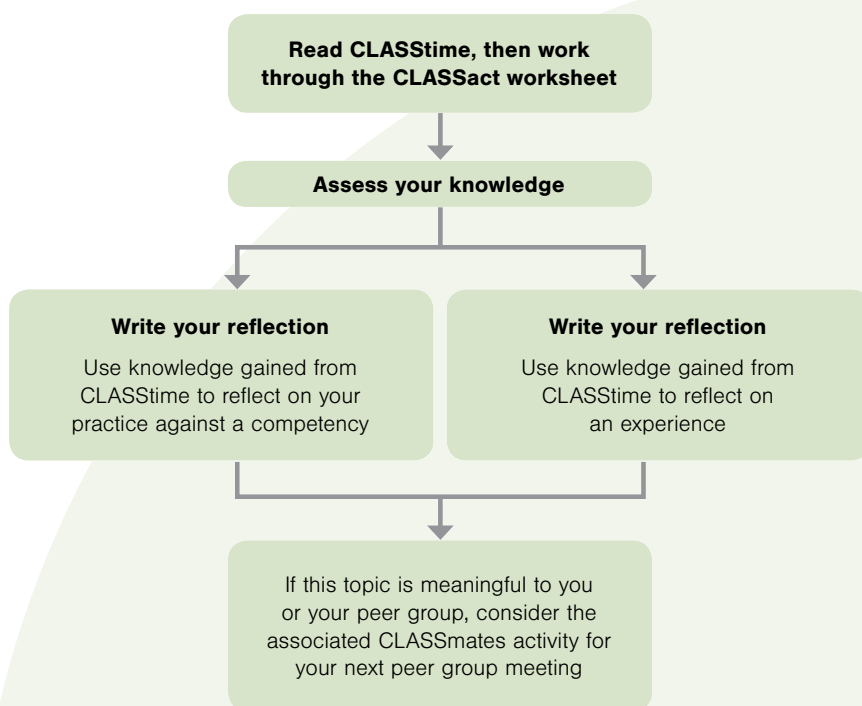 Read CLASStime, then work
through the CLASSact worksheet
Assess your knowledge
Write your reflection
Use knowledge gained from
CLASStime to reflect on your
practice against a competency
Write your reflection
Use knowledge gained from
CLASStime to reflect on
an experience
If this topic is meaningful to you
or your peer group, consider the
associated CLASSmates activity for
your next peer group meeting